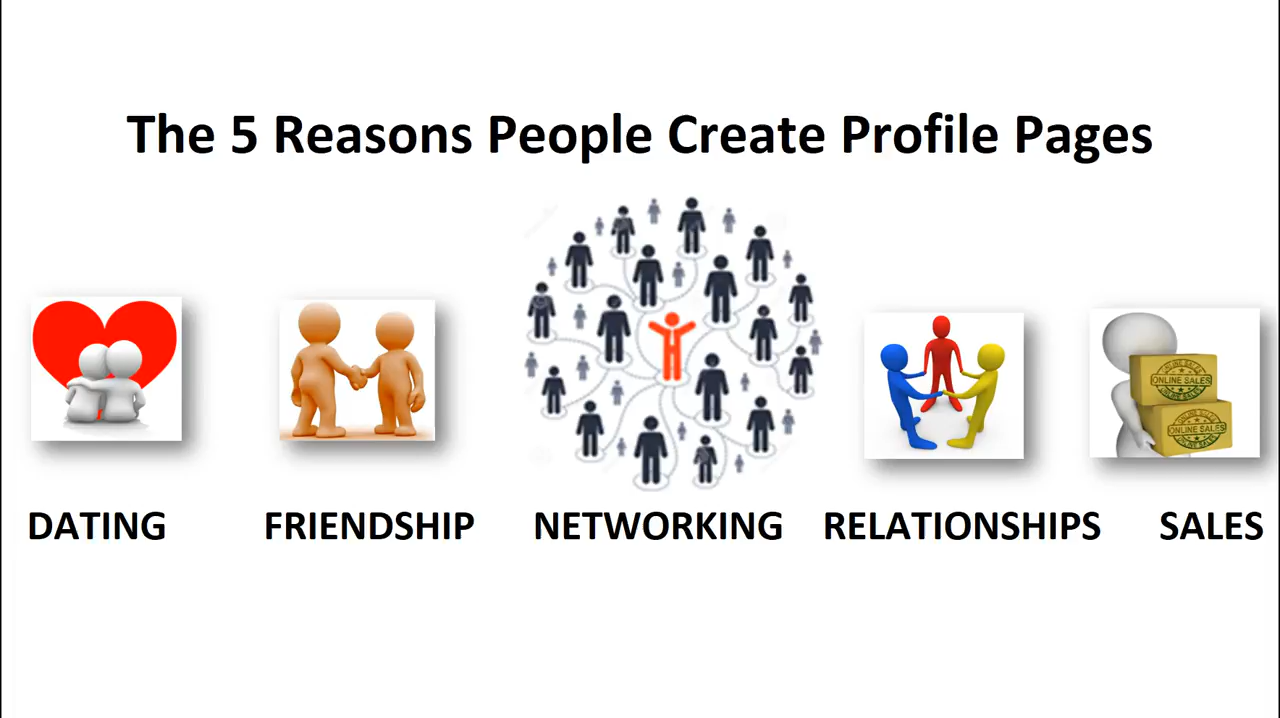 The 5 Reasons People Create Profile Pages
ONLINE SALES
ONLINE SALES
DATING
FRIENDSHIP
NETWORKING
RELATIONSHIPS
SALES